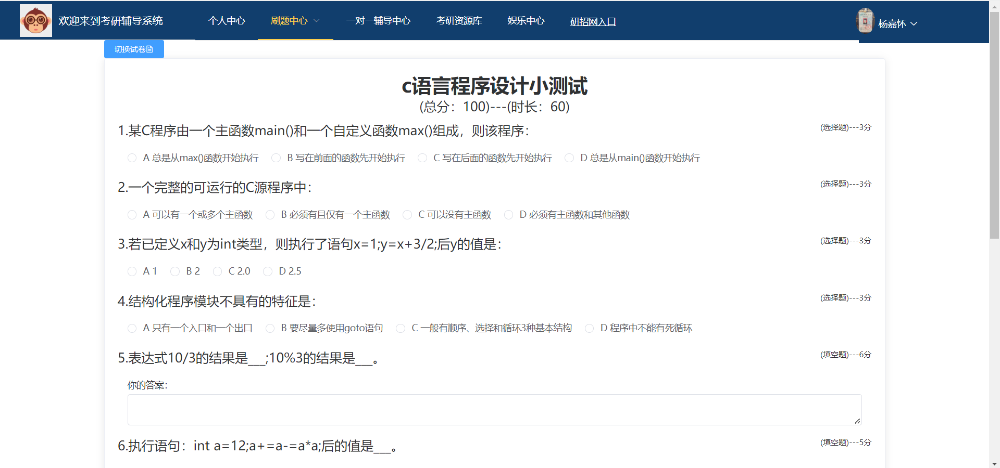 欢迎来到考研辅导系统
个人中心
刷题中心
一对一辅导中心
考研资源库
娱乐中心
研招网入口
杨嘉怀
切换试卷
c语言程序设计小测试
(总分：100)---(时长：60)
1.某C程序由一个主函数main()和一个自定义函数max()组成，则该程序：
(选择题)---3分
A 总是从max()函数开始执行 B 写在前面的函数先开始执行 C 写在后面的函数先开始执行 D 总是从main()函数开始执行
2.一个完整的可运行的C源程序中：
(选择题)---3分
A 可以有一个或多个主函数 B 必须有且仅有一个主函数 C 可以没有主函数 D 必须有主函数和其他函数
3.若已定义x和y为int类型，则执行了语句x=1;y=x+3/2;后y的值是：
(选择题)---3分
A 1 B 2 C 2.0 D 2.5
4.结构化程序模块不具有的特征是：
(选择题)---3分
A 只有一个入口和一个出口 B 要尽量多使用goto语句 C 一般有顺序、选择和循环3种基本结构 D 程序中不能有死循环
5.表达式10/3的结果是___;10%3的结果是___。
(填空题)---6分
你的答案：
6.执行语句：int a=12;a+=a-=a*a;后的值是___。
(填空题)---5分